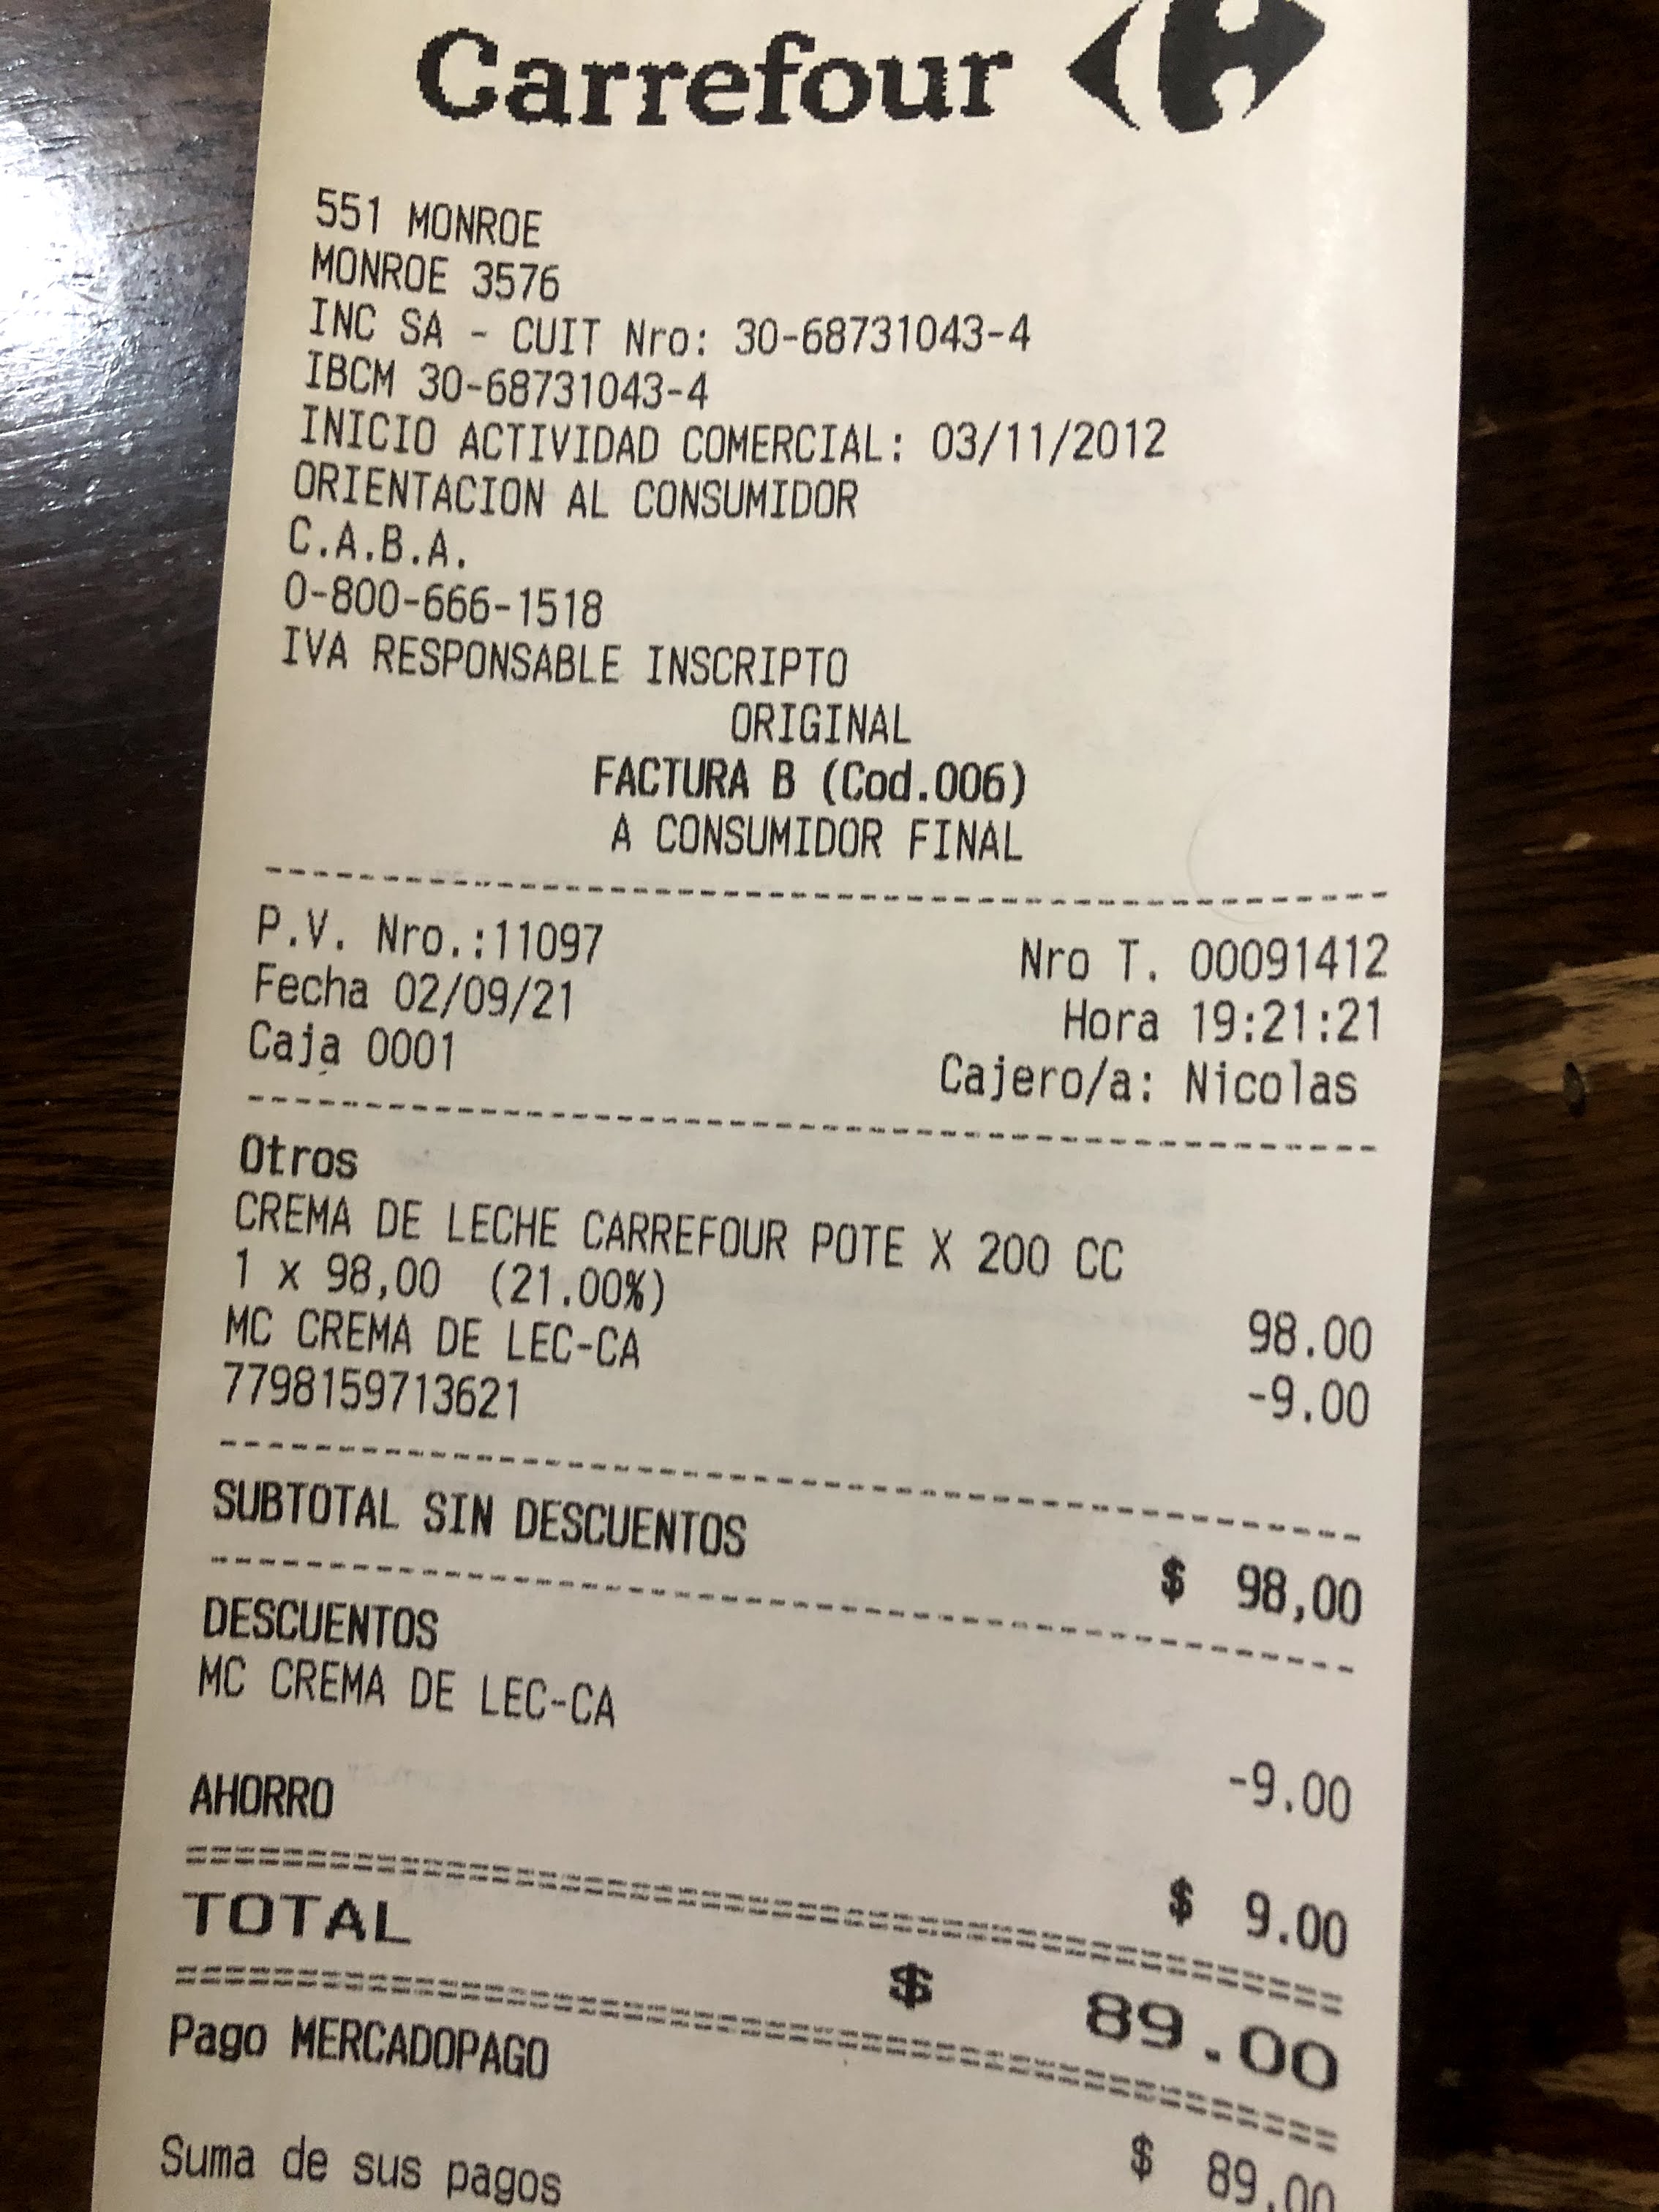 Carrefour
551 MONROE
MONROE 3576
INC SA - CUIT Nro: 30-68731043-4
IBCM 30-68731043-4
INICIO ACTIVIDAD COMERCIAL: 03/11/2012
ORIENTACION AL CONSUMIDOR
C.A.B.A.
0-800-666-1518
IVA RESPONSABLE INSCRIPTO
ORIGINAL
FACTURA B (Cod.006)
A CONSUMIDOR FINAL
P.V. Nro.:11097 Nro T. 00091412
Fecha 02/09/21 Hora 19:21:21
Caja 0001 Cajero/a: Nicolas
Otros
CREMA DE LECHE CARREFOUR POTE X 200 CC
1 x 98,00 (21.00%) 98.00
MC CREMA DE LEC-CA -9.00
7798159713621
SUBTOTAL SIN DESCUENTOS $ 98,00
DESCUENTOS
MC CREMA DE LEC-CA -9.00
AHORRO $ 9.00
TOTAL $ 89.00
Pago MERCADOPAGO $ 89,00
Suma de sus pagos